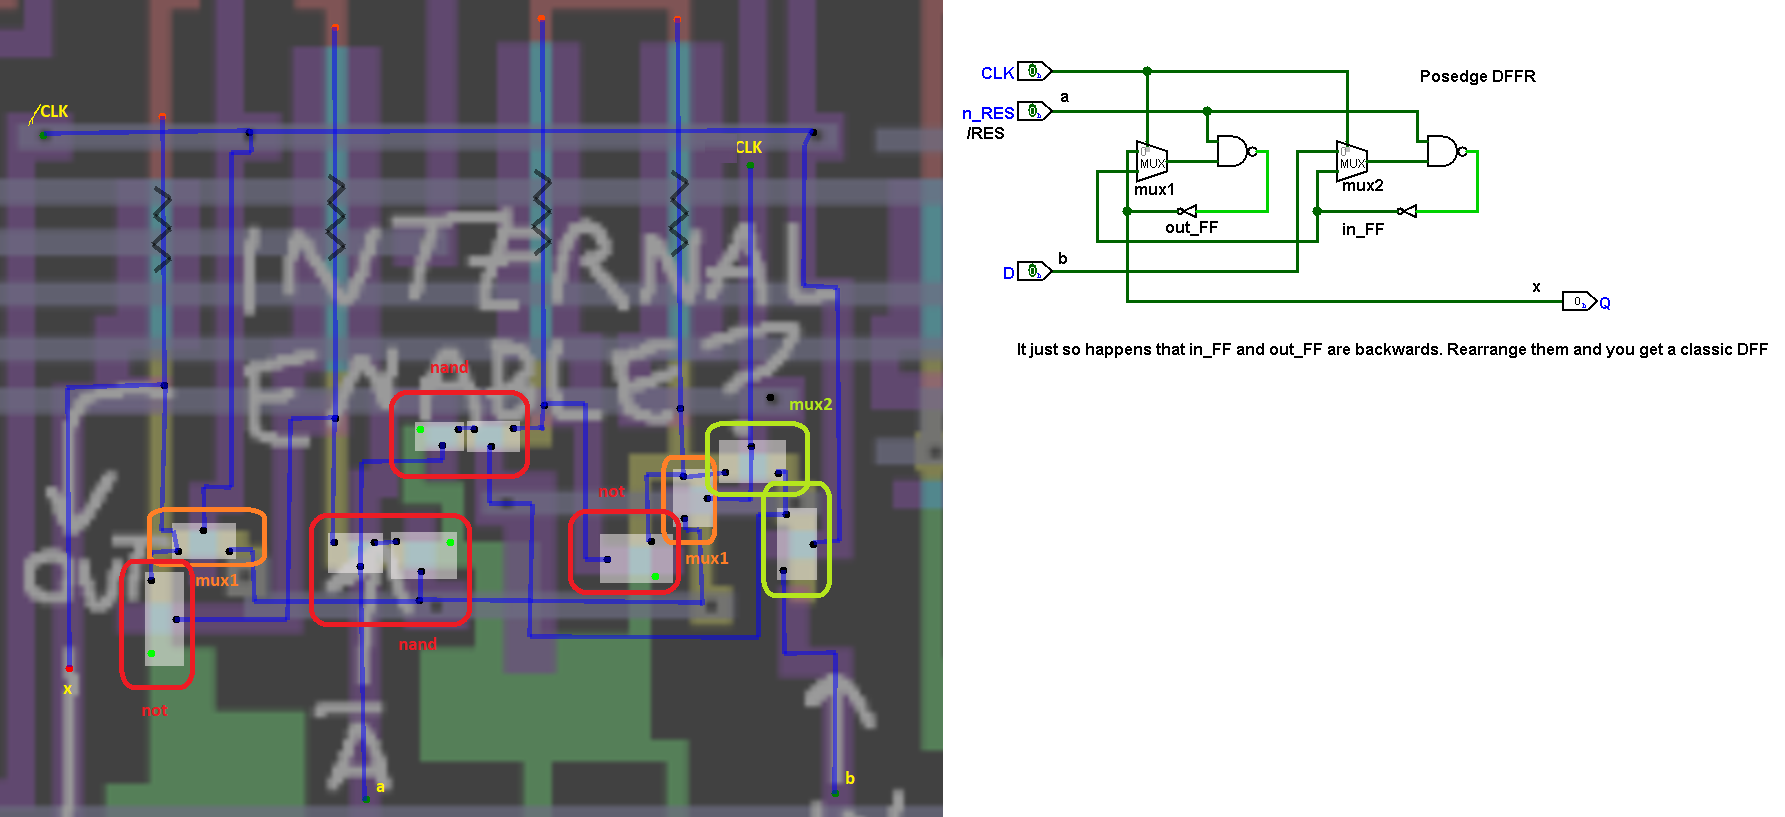 /CLK
CLK
INTERNAL
ENABLE?
nand
mux2
not
mux1
mux1
OUT
nand
not
x
A
a
b
CLK
n_RES
/RES
a
Posedge DFFR
0
MUX
mux1
0
MUX
mux2
out_FF
in_FF
D
b
x
Q
It just so happens that in_FF and out_FF are backwards. Rearrange them and you get a classic DFF